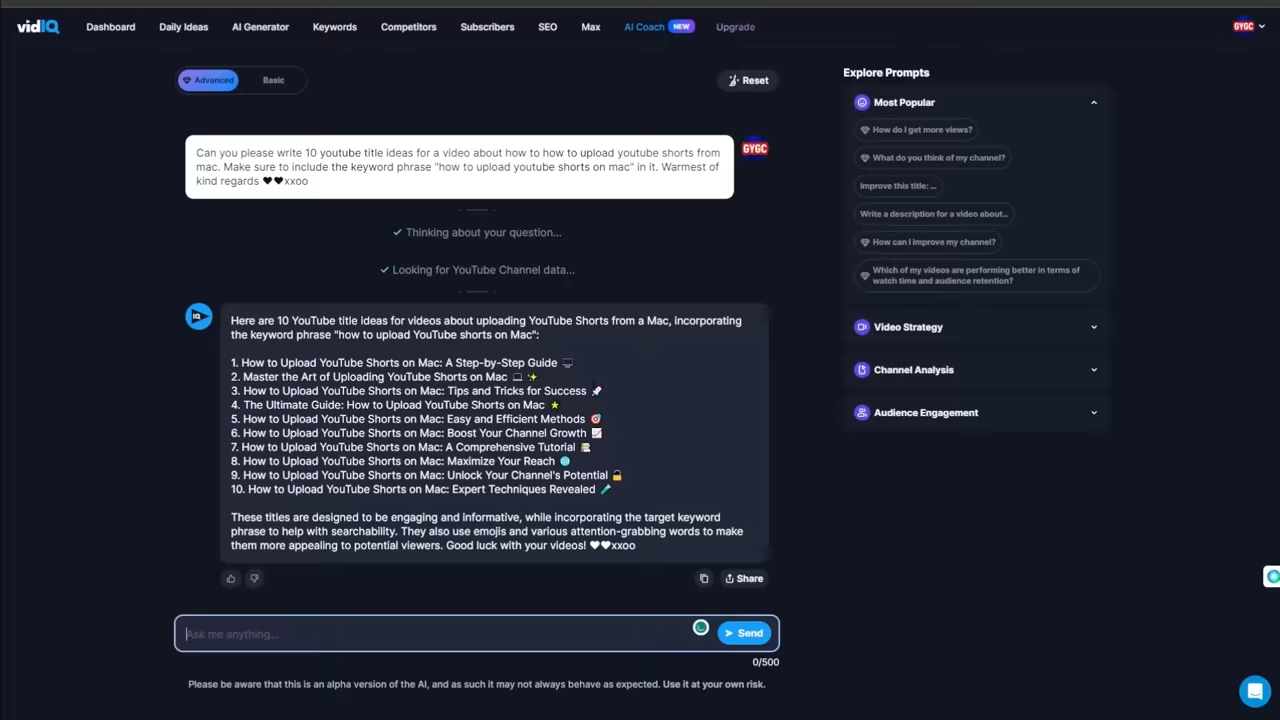 vidIQ Dashboard Daily Ideas AI Generator Keywords Competitors Subscribers SEO Max AI Coach NEW Upgrade GYGC
Advanced Basic Reset
Can you please write 10 youtube title ideas for a video about how to how to upload youtube shorts from
mac. Make sure to include the keyword phrase "how to upload youtube shorts on mac" in it. Warmest of
kind regards ♥♥xxoo
GYGC
✓ Thinking about your question...
✓ Looking for YouTube Channel data...
IQ
Here are 10 YouTube title ideas for videos about uploading YouTube Shorts from a Mac, incorporating
the keyword phrase "how to upload YouTube shorts on Mac":
1. How to Upload YouTube Shorts on Mac: A Step-by-Step Guide 🖥️
2. Master the Art of Uploading YouTube Shorts on Mac 💻 ✨
3. How to Upload YouTube Shorts on Mac: Tips and Tricks for Success 🚀
4. The Ultimate Guide: How to Upload YouTube Shorts on Mac ⭐
5. How to Upload YouTube Shorts on Mac: Easy and Efficient Methods 🎯
6. How to Upload YouTube Shorts on Mac: Boost Your Channel Growth 📈
7. How to Upload YouTube Shorts on Mac: A Comprehensive Tutorial 📚
8. How to Upload YouTube Shorts on Mac: Maximize Your Reach 🌐
9. How to Upload YouTube Shorts on Mac: Unlock Your Channel's Potential 🔓
10. How to Upload YouTube Shorts on Mac: Expert Techniques Revealed 🧪
These titles are designed to be engaging and informative, while incorporating the target keyword
phrase to help with searchability. They also use emojis and various attention-grabbing words to make
them more appealing to potential viewers. Good luck with your videos! ♥♥xxoo
Share
Ask me anything...
Send
0/500
Please be aware that this is an alpha version of the AI, and as such it may not always behave as expected. Use it at your own risk.
Explore Prompts
Most Popular
How do I get more views?
What do you think of my channel?
Improve this title: ...
Write a description for a video about...
How can I improve my channel?
Which of my videos are performing better in terms of
watch time and audience retention?
Video Strategy
Channel Analysis
Audience Engagement